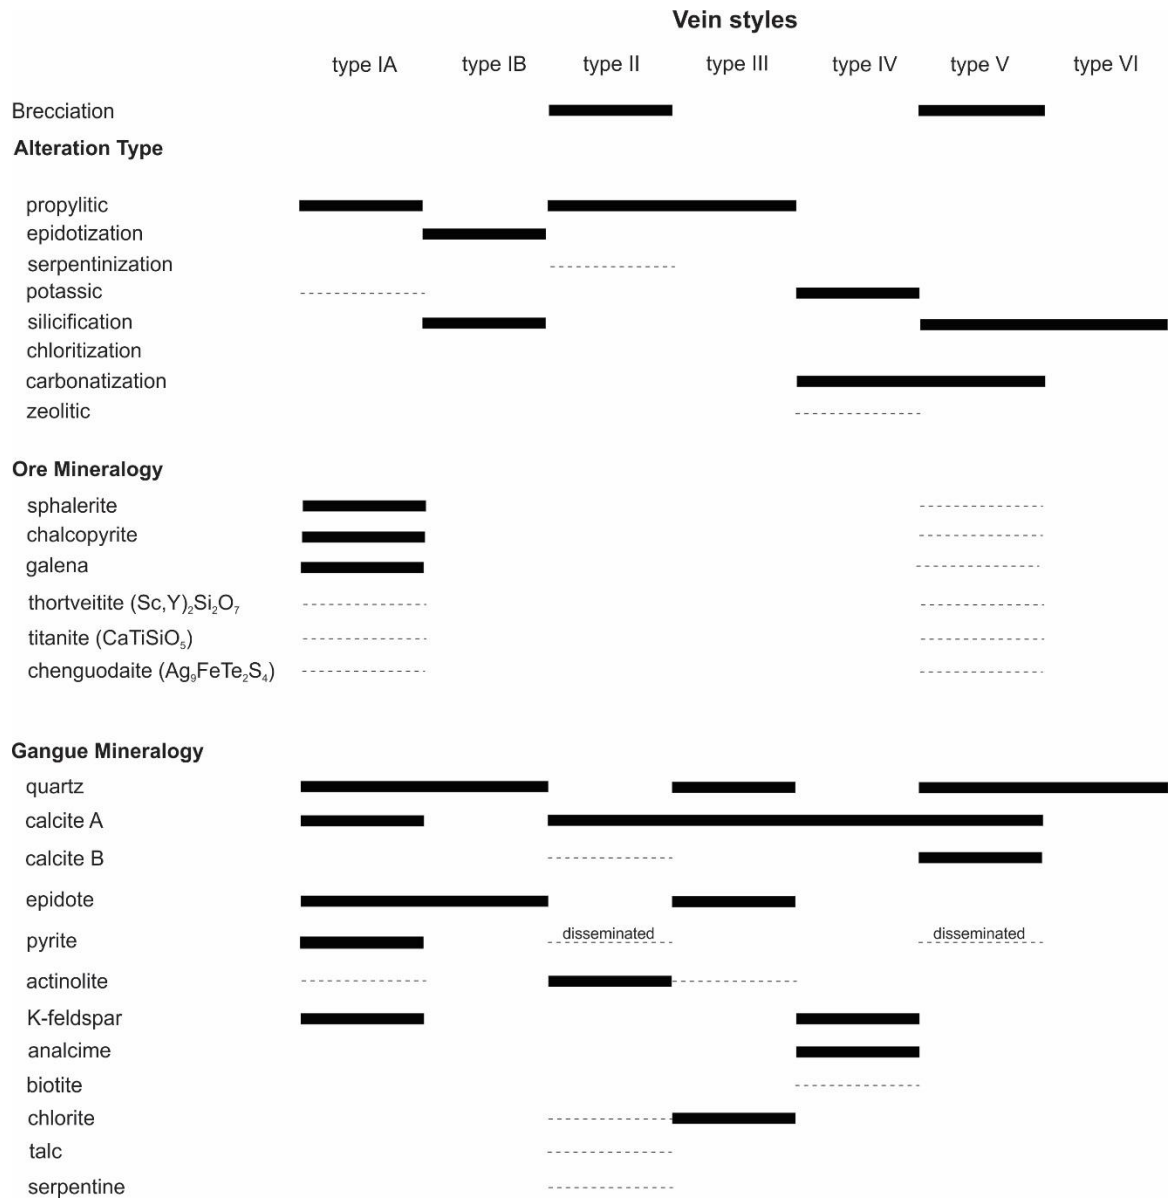 Vein styles
type IA type IB type II type III type IV type V type VI
Brecciation
Alteration Type
propylitic
epidotization
serpentinization
potassic
silicification
chloritization
carbonatization
zeolitic
Ore Mineralogy
sphalerite
chalcopyrite
galena
thortveitite (Sc,Y)₂Si₂O₇
titanite (CaTiSiO₅)
chenguodaite (Ag₉FeTe₂S₄)
Gangue Mineralogy
quartz
calcite A
calcite B
epidote
pyrite disseminated disseminated
actinolite
K-feldspar
analcime
biotite
chlorite
talc
serpentine